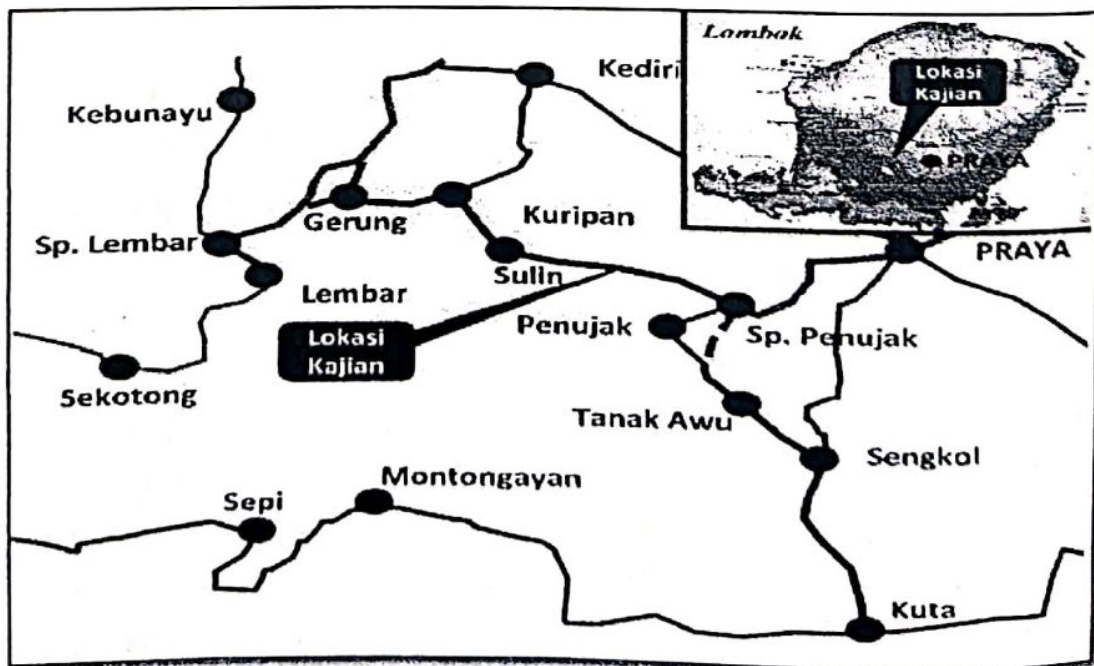 Lombok
Lokasi
Kajian
PRAYA
Kediri
Kebunayu
Gerung
Kuripan
Sp. Lembar
Sulin
PRAYA
Lembar
Penujak
Sp. Penujak
Lokasi
Kajian
Sekotong
Tanak Awu
Sengkol
Montongayan
Sepi
Kuta